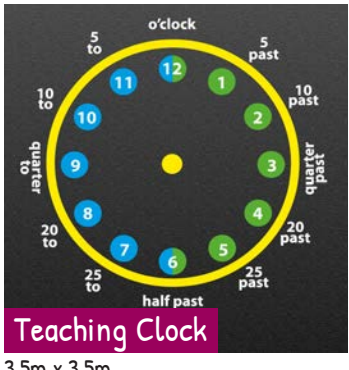 o'clock
5
to
5
past
12
11
1
10
to
10
past
10
2
quarter
to
9
3
quarter
past
8
4
20
to
20
past
7
5
6
25
to
25
past
half past
Teaching Clock
3.5m x 3.5m